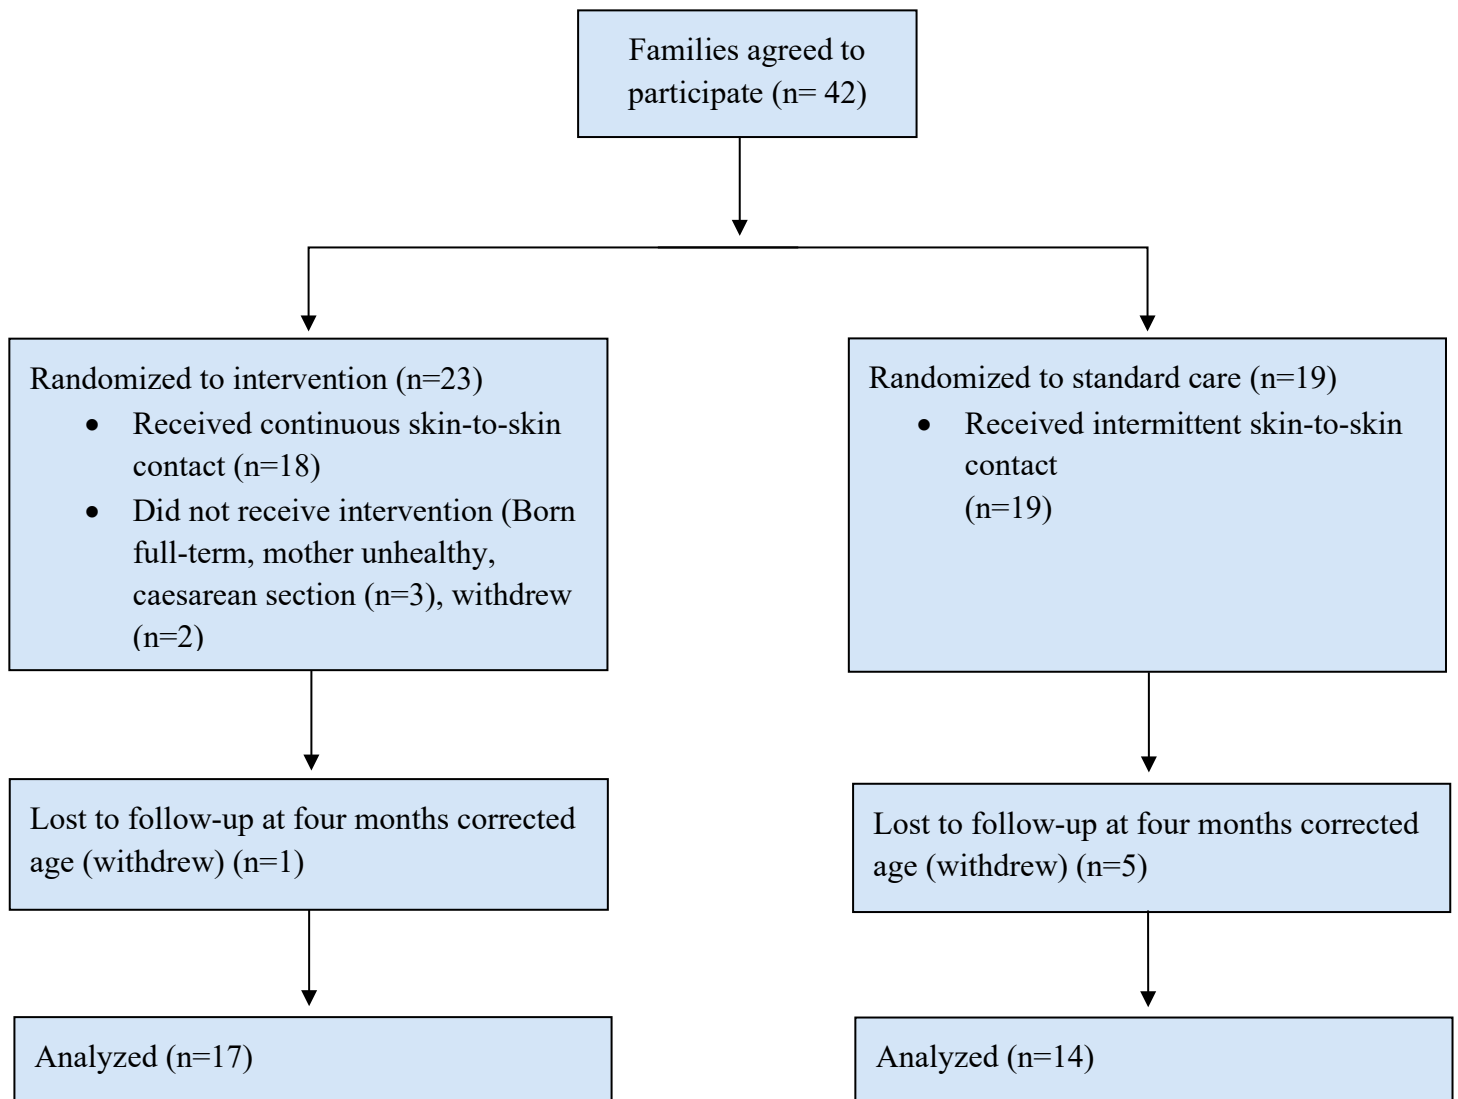 Families agreed to
participate (n= 42)
Randomized to intervention (n=23)
• Received continuous skin-to-skin
contact (n=18)
• Did not receive intervention (Born
full-term, mother unhealthy,
caesarean section (n=3), withdrew
(n=2)
Randomized to standard care (n=19)
• Received intermittent skin-to-skin
contact
(n=19)
Lost to follow-up at four months corrected
age (withdrew) (n=1)
Lost to follow-up at four months corrected
age (withdrew) (n=5)
Analyzed (n=17)
Analyzed (n=14)